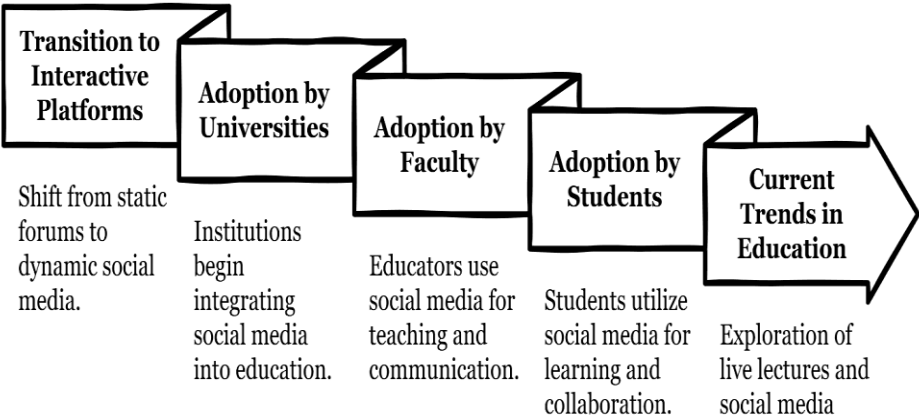 Transition to
Interactive
Platforms
Shift from static
forums to
dynamic social
media.
Adoption by
Universities
Institutions
begin
integrating
social media
into education.
Adoption by
Faculty
Educators use
social media for
teaching and
communication.
Adoption by
Students
Students utilize
social media for
learning and
collaboration.
Current
Trends in
Education
Exploration of
live lectures and
social media